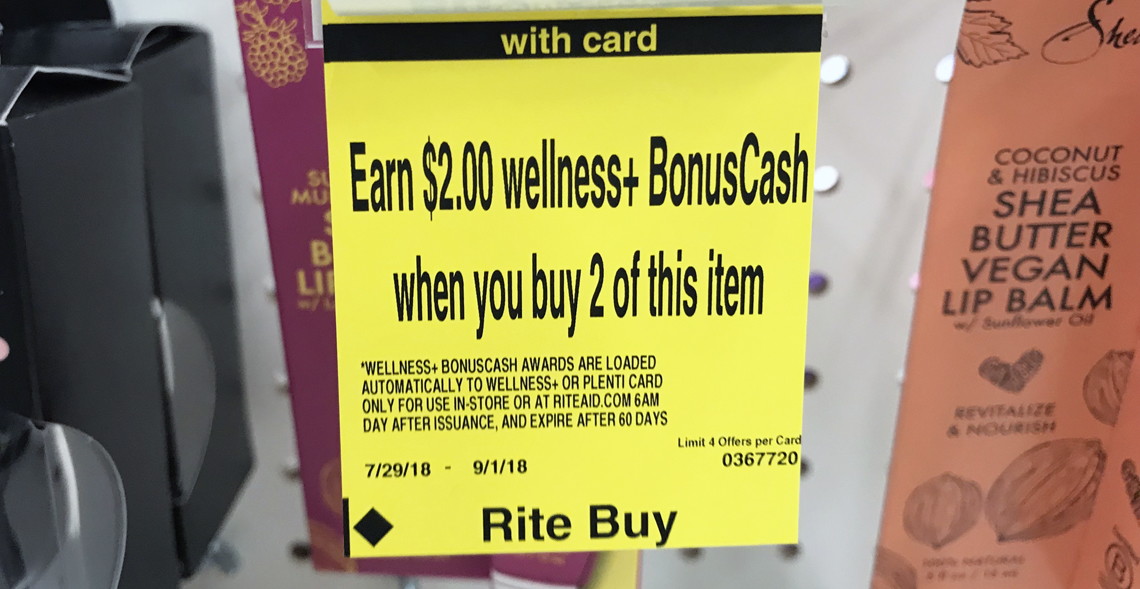 with card
Earn $2.00 wellness+ BonusCash
when you buy 2 of this item
*WELLNESS+ BONUSCASH AWARDS ARE LOADED
AUTOMATICALLY TO WELLNESS+ OR PLENTI CARD
ONLY FOR USE IN-STORE OR AT RITEAID.COM 6AM
DAY AFTER ISSUANCE, AND EXPIRE AFTER 60 DAYS
Limit 4 Offers per Card
0367720
7/29/18 - 9/1/18
Rite Buy
COCONUT
& HIBISCUS
SHEA
BUTTER
VEGAN
LIP BALM
w/ Sunflower Oil
REVITALIZE
& NOURISH
100% NATURAL